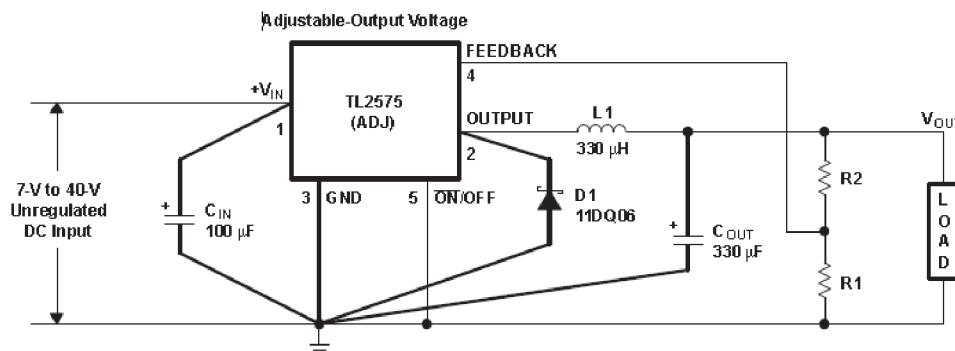 Adjustable-Output Voltage
FEEDBACK
4
+VIN
1
TL2575
(ADJ)
OUTPUT
2
L1
330 μH
VOUT
7-V to 40-V
Unregulated
DC Input
+
CIN
100 μF
3
GND
5
O̅N̅/OFF
D1
11DQ06
+
COUT
330 μF
R2
R1
L
O
A
D